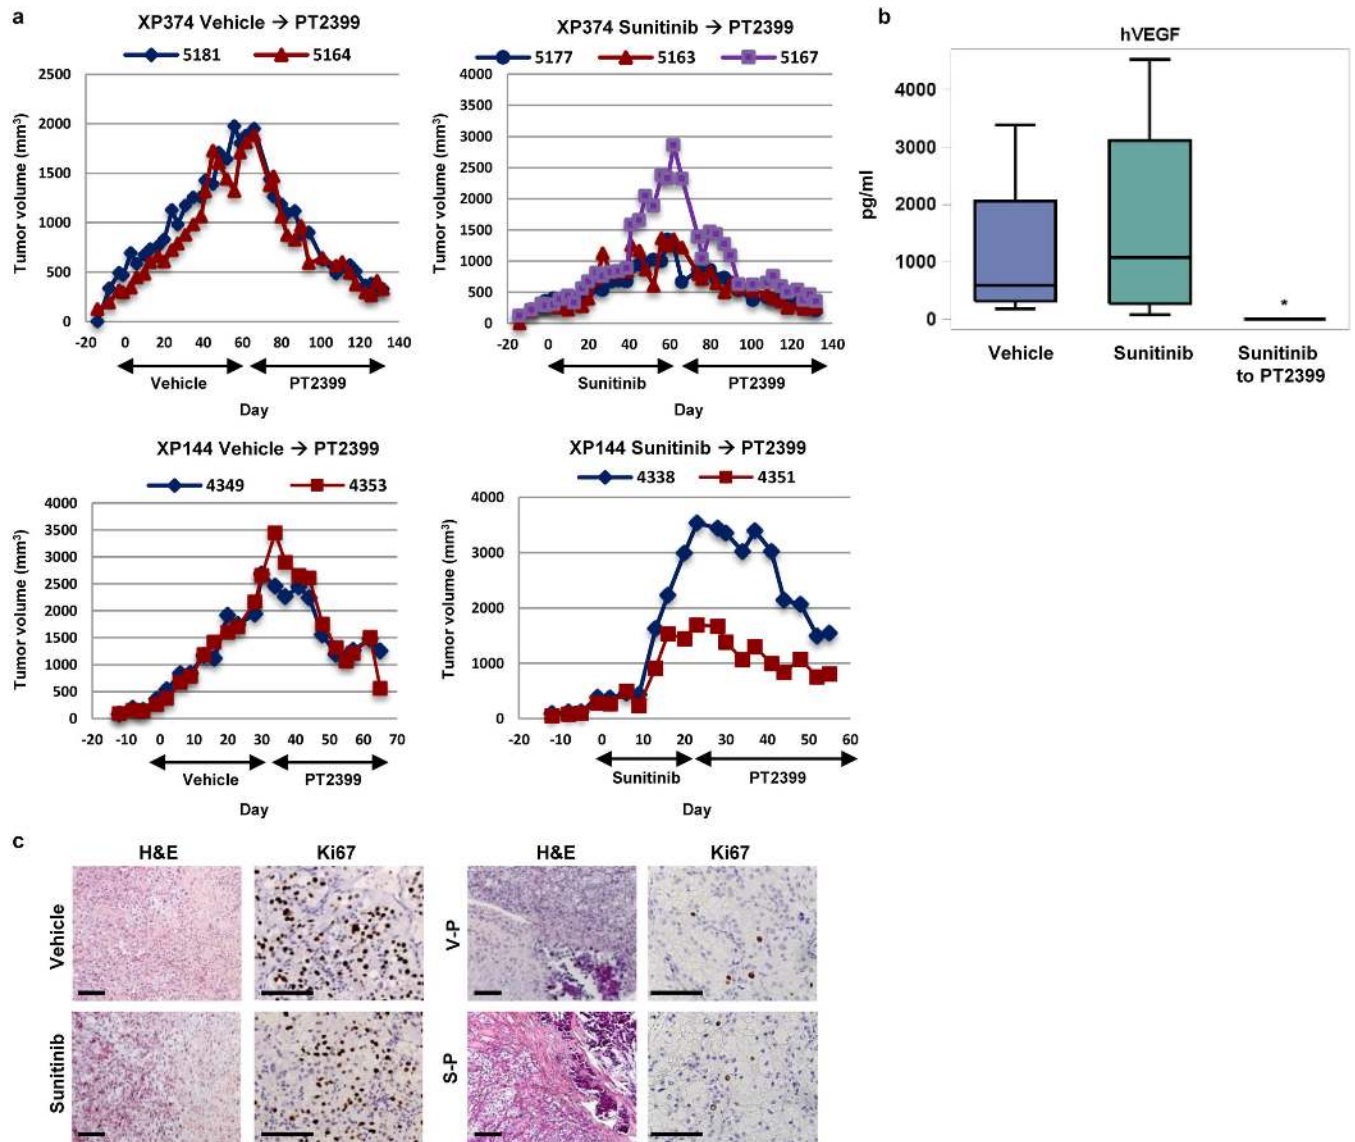 a
XP374 Vehicle → PT2399
5181 5164
Tumor volume (mm³)
2500
2000
1500
1000
500
0
-20 0 20 40 60 80 100 120 140
Vehicle PT2399
Day
XP374 Sunitinib → PT2399
5177 5163 5167
Tumor volume (mm³)
4000
3500
3000
2500
2000
1500
1000
500
0
-20 0 20 40 60 80 100 120 140
Sunitinib PT2399
Day
b
hVEGF
pg/ml
4000
3000
2000
1000
0
*
Vehicle Sunitinib Sunitinib
to PT2399
XP144 Vehicle → PT2399
4349 4353
Tumor volume (mm³)
4000
3500
3000
2500
2000
1500
1000
500
0
-20 -10 0 10 20 30 40 50 60 70
Vehicle PT2399
Day
XP144 Sunitinib → PT2399
4338 4351
Tumor volume (mm³)
4000
3000
2000
1000
0
-20 0 20 40 60
Sunitinib PT2399
Day
c
H&E Ki67 H&E Ki67
Vehicle V-P
Sunitinib S-P